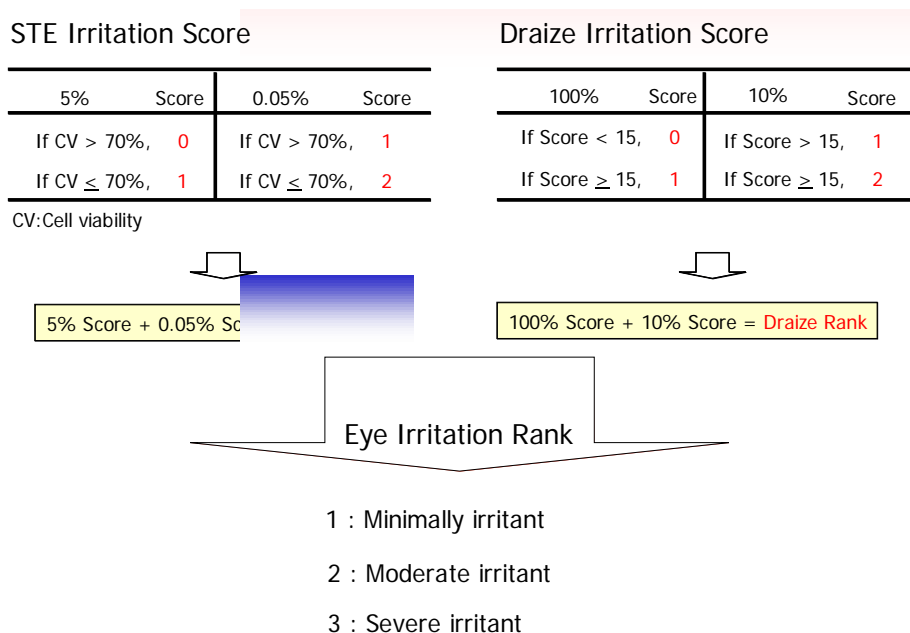 STE Irritation Score
5% Score 0.05% Score
If CV > 70%, 0 If CV > 70%, 1
If CV ≤ 70%, 1 If CV ≤ 70%, 2
CV:Cell viability
5% Score + 0.05%
Draize Irritation Score
100% Score 10% Score
If Score < 15, 0 If Score > 15, 1
If Score ≥ 15, 1 If Score ≥ 15, 2
100% Score + 10% Score = Draize Rank
Eye Irritation Rank
1 : Minimally irritant
2 : Moderate irritant
3 : Severe irritant